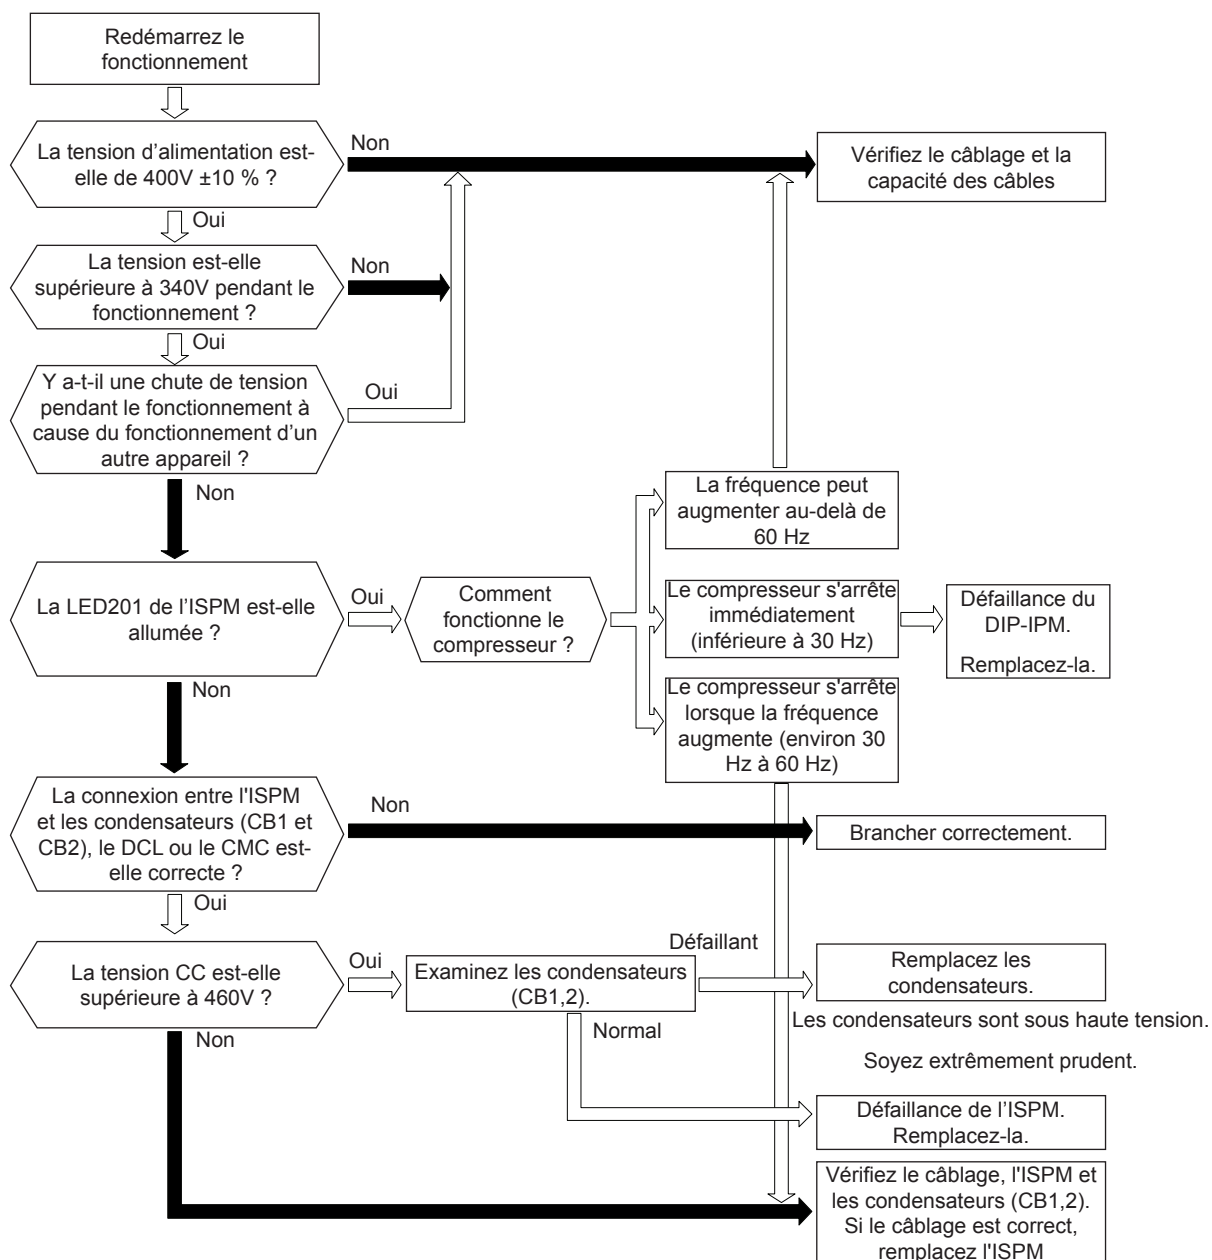 Redémarrez le
fonctionnement
La tension d’alimentation est-
elle de 400V ±10 % ?
Non
Vérifiez le câblage et la
capacité des câbles
Oui
La tension est-elle
supérieure à 340V pendant le
fonctionnement ?
Non
Oui
Y a-t-il une chute de tension
pendant le fonctionnement à
cause du fonctionnement d’un
autre appareil ?
Oui
Non
La fréquence peut
augmenter au-delà de
60 Hz
La LED201 de l’ISPM est-elle
allumée ?
Oui
Comment
fonctionne le
compresseur ?
Le compresseur s'arrête
immédiatement
(inférieure à 30 Hz)
Défaillance du
DIP-IPM.
Remplacez-la.
Non
Le compresseur s'arrête
lorsque la fréquence
augmente (environ 30
Hz à 60 Hz)
La connexion entre l'ISPM
et les condensateurs (CB1 et
CB2), le DCL ou le CMC est-
elle correcte ?
Non
Brancher correctement.
Oui
La tension CC est-elle
supérieure à 460V ?
Oui
Examinez les condensateurs
(CB1,2).
Défaillant
Remplacez les
condensateurs.
Les condensateurs sont sous haute tension.
Soyez extrêmement prudent.
Normal
Non
Défaillance de l’ISPM.
Remplacez-la.
Vérifiez le câblage, l'ISPM et
les condensateurs (CB1,2).
Si le câblage est correct,
remplacez l'ISPM